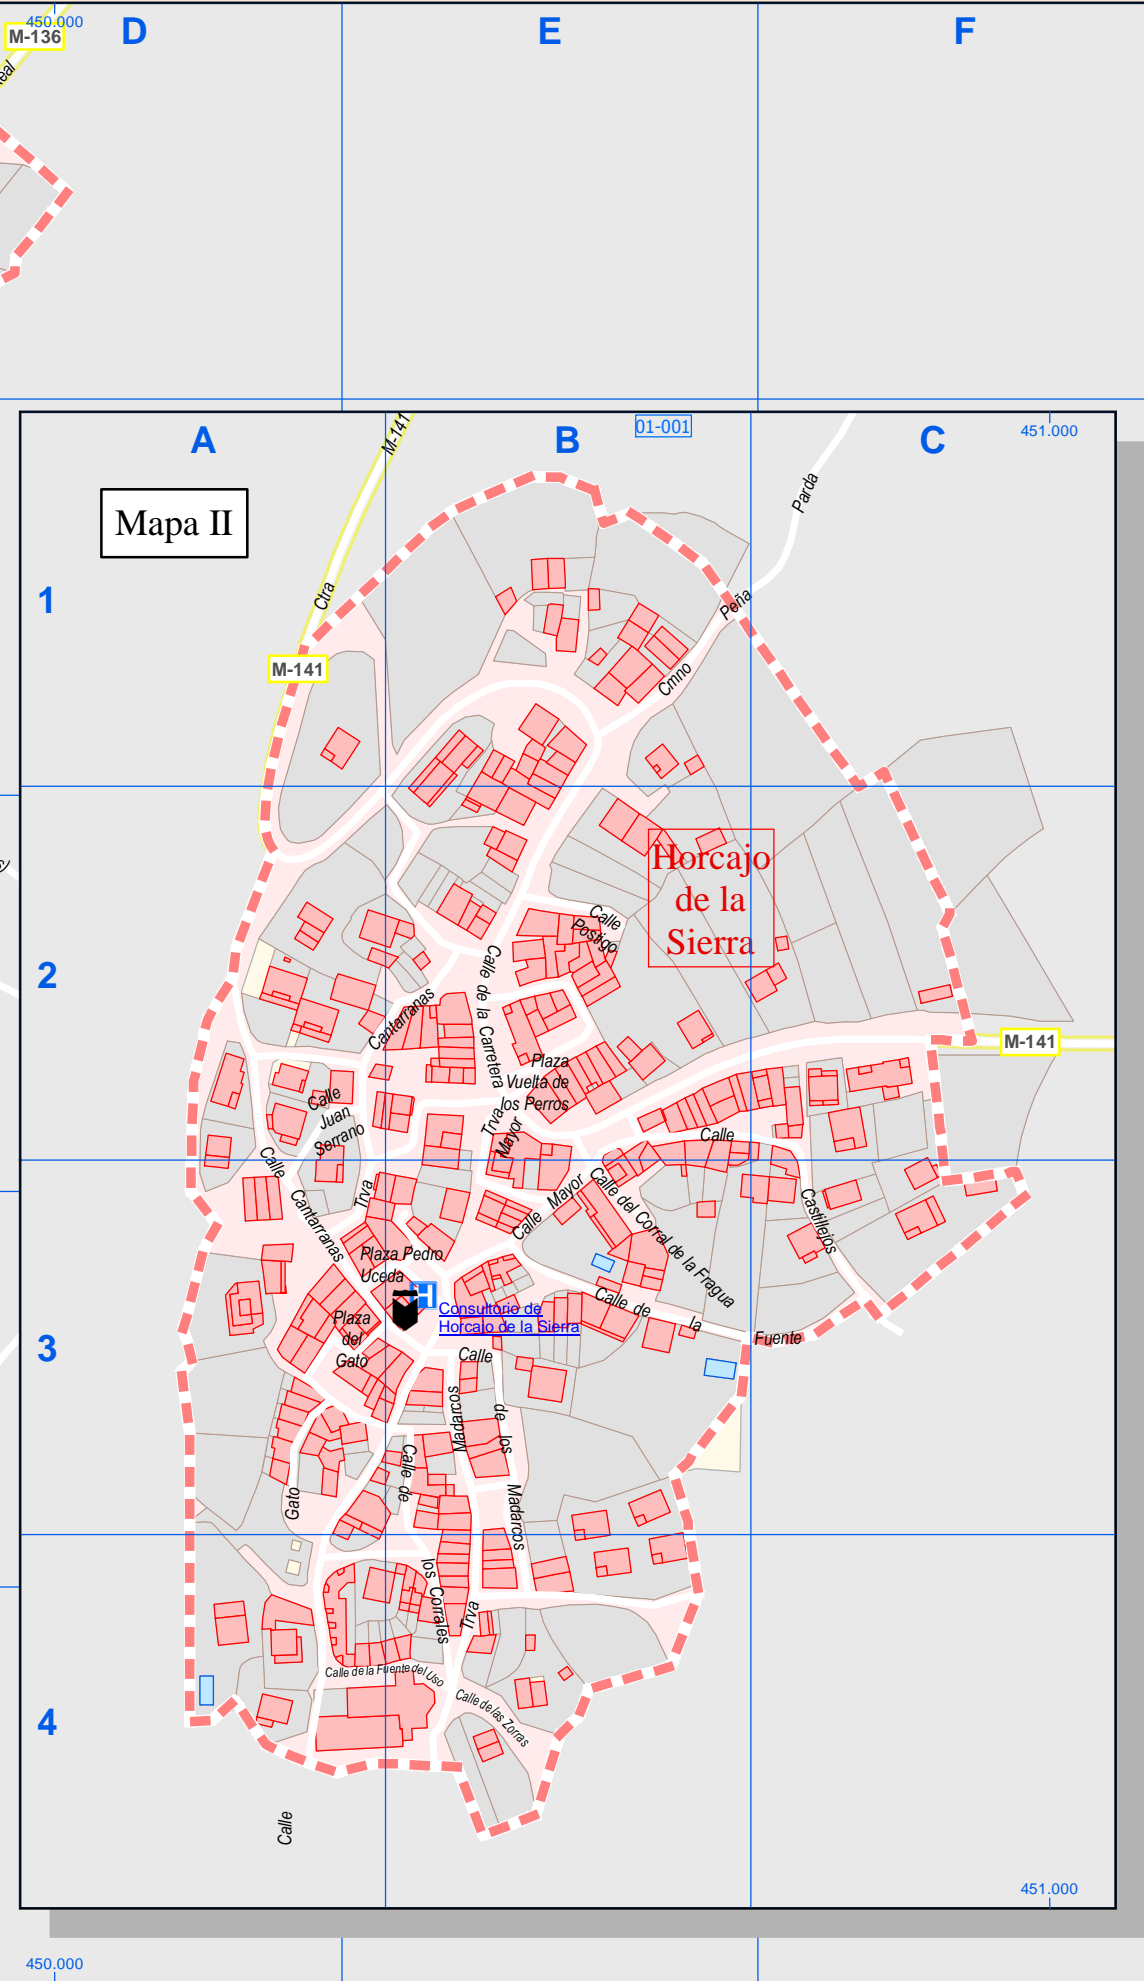 450.000
D
E
F
M-136
eal
A
B
C
01-001
451.000
M-141
Mapa II
Parda
1
Ctra
Peña
M-141
Cmno
Horcajo
de la
Sierra
Calle
Postigo
2
Calle de la Carretera
Cantarranas
M-141
Plaza
Vuelta de
los Perros
Calle
Juan
Serrano
Trva
Mayor
Calle
Calle
Cantarranas
Trva
Calle Mayor
Calle del Corral de la Fragua
Castillejos
Plaza Pedro
Uceda
H
Consultorio de
Horcajo de la Sierra
Calle de la Fuente
Plaza
del
Gato
3
Calle
Madarcos
de los
Madarcos
Calle de
los Corrales
Gato
Trva
Calle de la Fuente del Uso
Calle de las Zorras
4
Calle
451.000
450.000